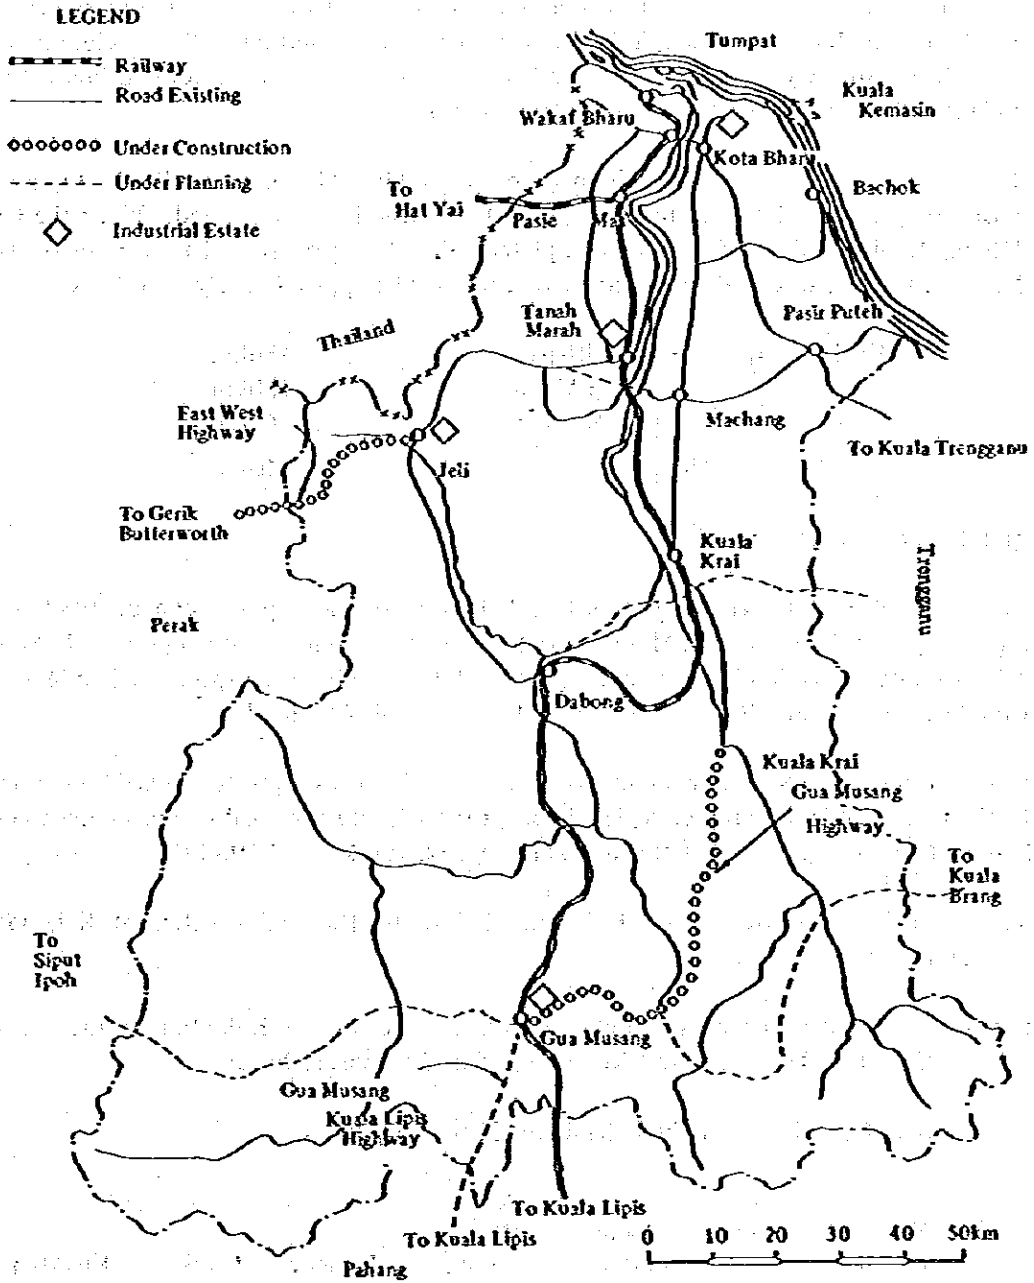 LEGEND
Railway
Road Existing
Under Construction
Under Planning
Industrial Estate
Tumpat
Kuala
Kemasin
Wakaf Bharu
Kota Bharu
Bachok
To
Hat Yai
Pasie
Mas
Tanah
Marah
Pasir Puteh
Thailand
East West
Highway
Machang
To Kuala Trengganu
Jeli
To Gerik
Butterworth
Kuala
Krai
Trengganu
Perak
Dabong
Kuala Krai
Gua Musang
Highway
To
Kuala
Brang
To
Siput
Ipoh
Gua Musang
Gua Musang
Kuala Lipis
Highway
To Kuala Lipis
To Kuala Lipis
Pahang
0 10 20 30 40 50km